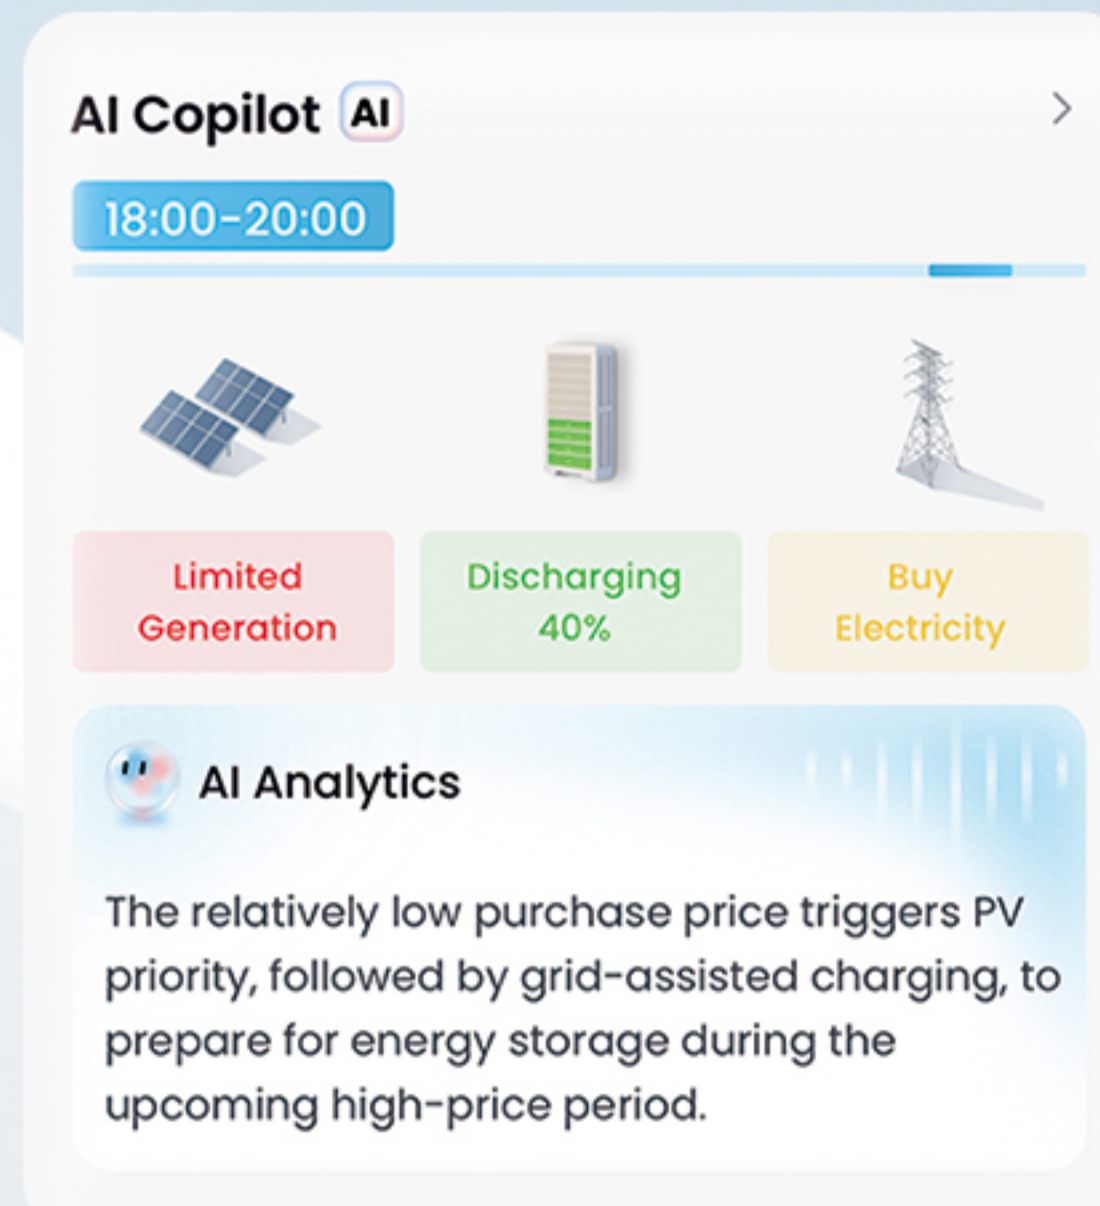 AI Copilot AI
18:00-20:00
Limited
Generation
Discharging
40%
Buy
Electricity
AI Analytics
The relatively low purchase price triggers PV
priority, followed by grid-assisted charging, to
prepare for energy storage during the
upcoming high-price period.